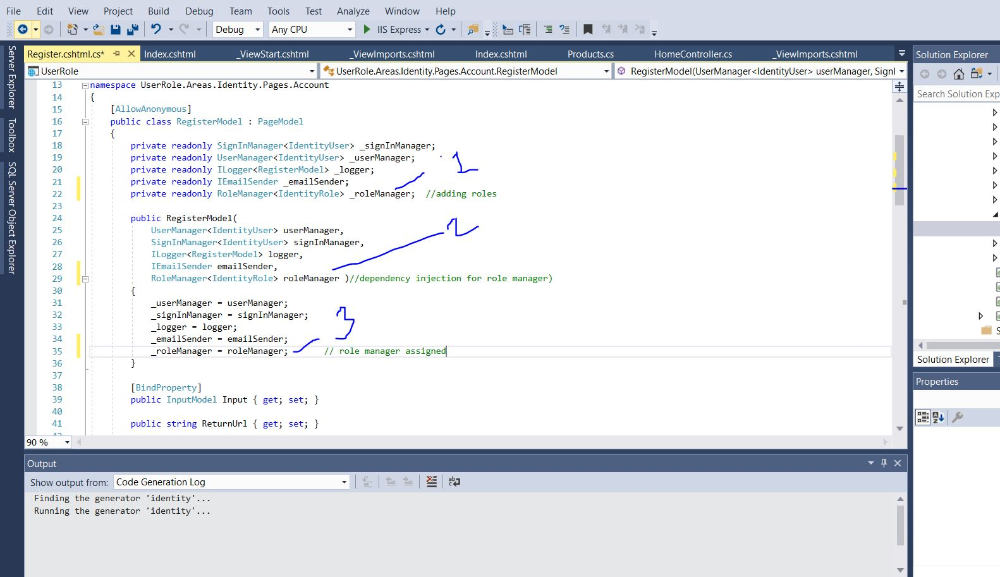 File Edit View Project Build Debug Team Tools Test Analyze Window Help
Debug Any CPU IIS Express
Register.cshtml.cs* Index.cshtml _ViewStart.cshtml _ViewImports.cshtml Index.cshtml Products.cs HomeController.cs _ViewImports.cshtml
UserRole UserRole.Areas.Identity.Pages.Account.RegisterModel RegisterModel(UserManager<IdentityUser> userManager, SignI
Server Explorer
Toolbox
SQL Server Object Explorer
13 namespace UserRole.Areas.Identity.Pages.Account
14 {
15 [AllowAnonymous]
16 public class RegisterModel : PageModel
17 {
18 private readonly SignInManager<IdentityUser> _signInManager;
19 private readonly UserManager<IdentityUser> _userManager;
20 private readonly ILogger<RegisterModel> _logger;
21 private readonly IEmailSender _emailSender;
22 private readonly RoleManager<IdentityRole> _roleManager; //adding roles
1
23
24 public RegisterModel(
25 UserManager<IdentityUser> userManager,
26 SignInManager<IdentityUser> signInManager,
27 ILogger<RegisterModel> logger,
28 IEmailSender emailSender,
29 RoleManager<IdentityRole> roleManager )//dependency injection for role manager)
2
30 {
31 _userManager = userManager;
32 _signInManager = signInManager;
33 _logger = logger;
34 _emailSender = emailSender;
35 _roleManager = roleManager; // role manager assigned
3
36 }
37
38 [BindProperty]
39 public InputModel Input { get; set; }
40
41 public string ReturnUrl { get; set; }
90 %
Output
Show output from: Code Generation Log
Finding the generator 'identity'...
Running the generator 'identity'...
Solution Explorer
Search Solution Exp
Solution Explorer
Properties